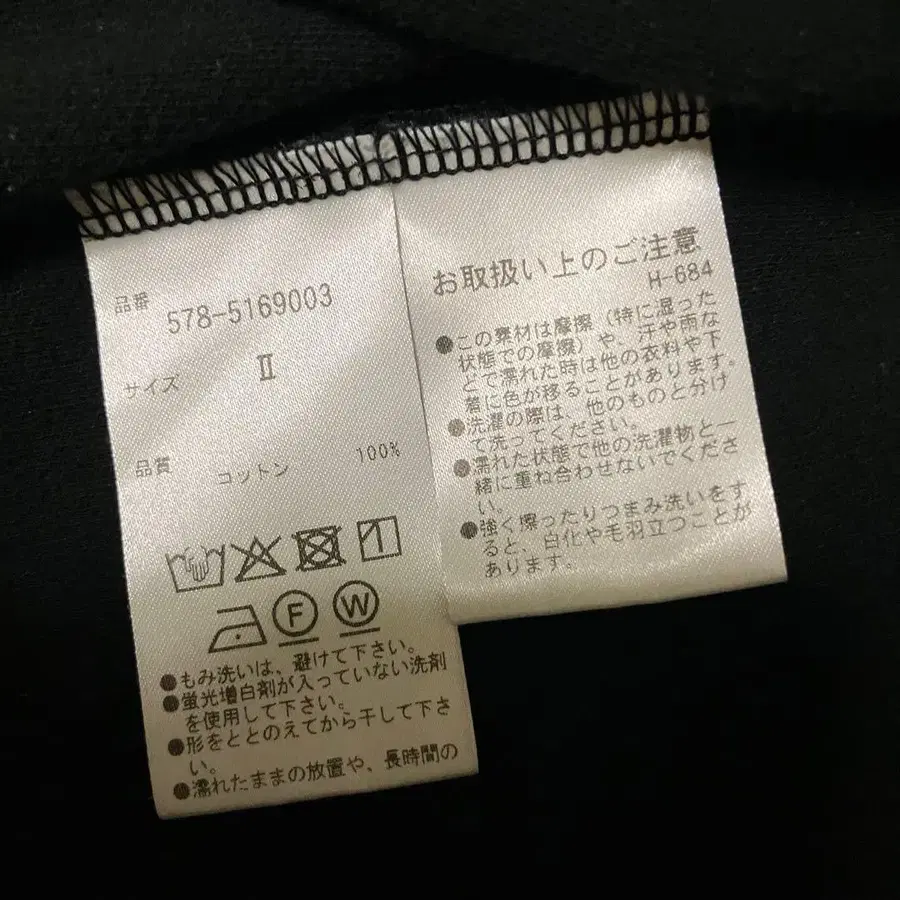 品番
578-5169003
サイズ Ⅱ
品質
コットン 100%
F W
●もみ洗いは、避けて下さい。
●蛍光増白剤が入っていない洗剤
を使用して下さい。
●形をととのえてから干して下さ
い。
●濡れたままの放置や、長時間の
お取扱い上のご注意
H-684
●この素材は摩擦（特に湿った
状態での摩擦）や、汗や雨な
どで濡れた時は他の衣料や下
着に色が移ることがあります。
●洗濯の際は、他のものと分け
て洗ってください。
●濡れた状態で他の洗濯物と一
緒に重ね合わせないでくださ
い。
●強く擦ったりつまみ洗いをす
ると、白化や毛羽立つことが
あります。